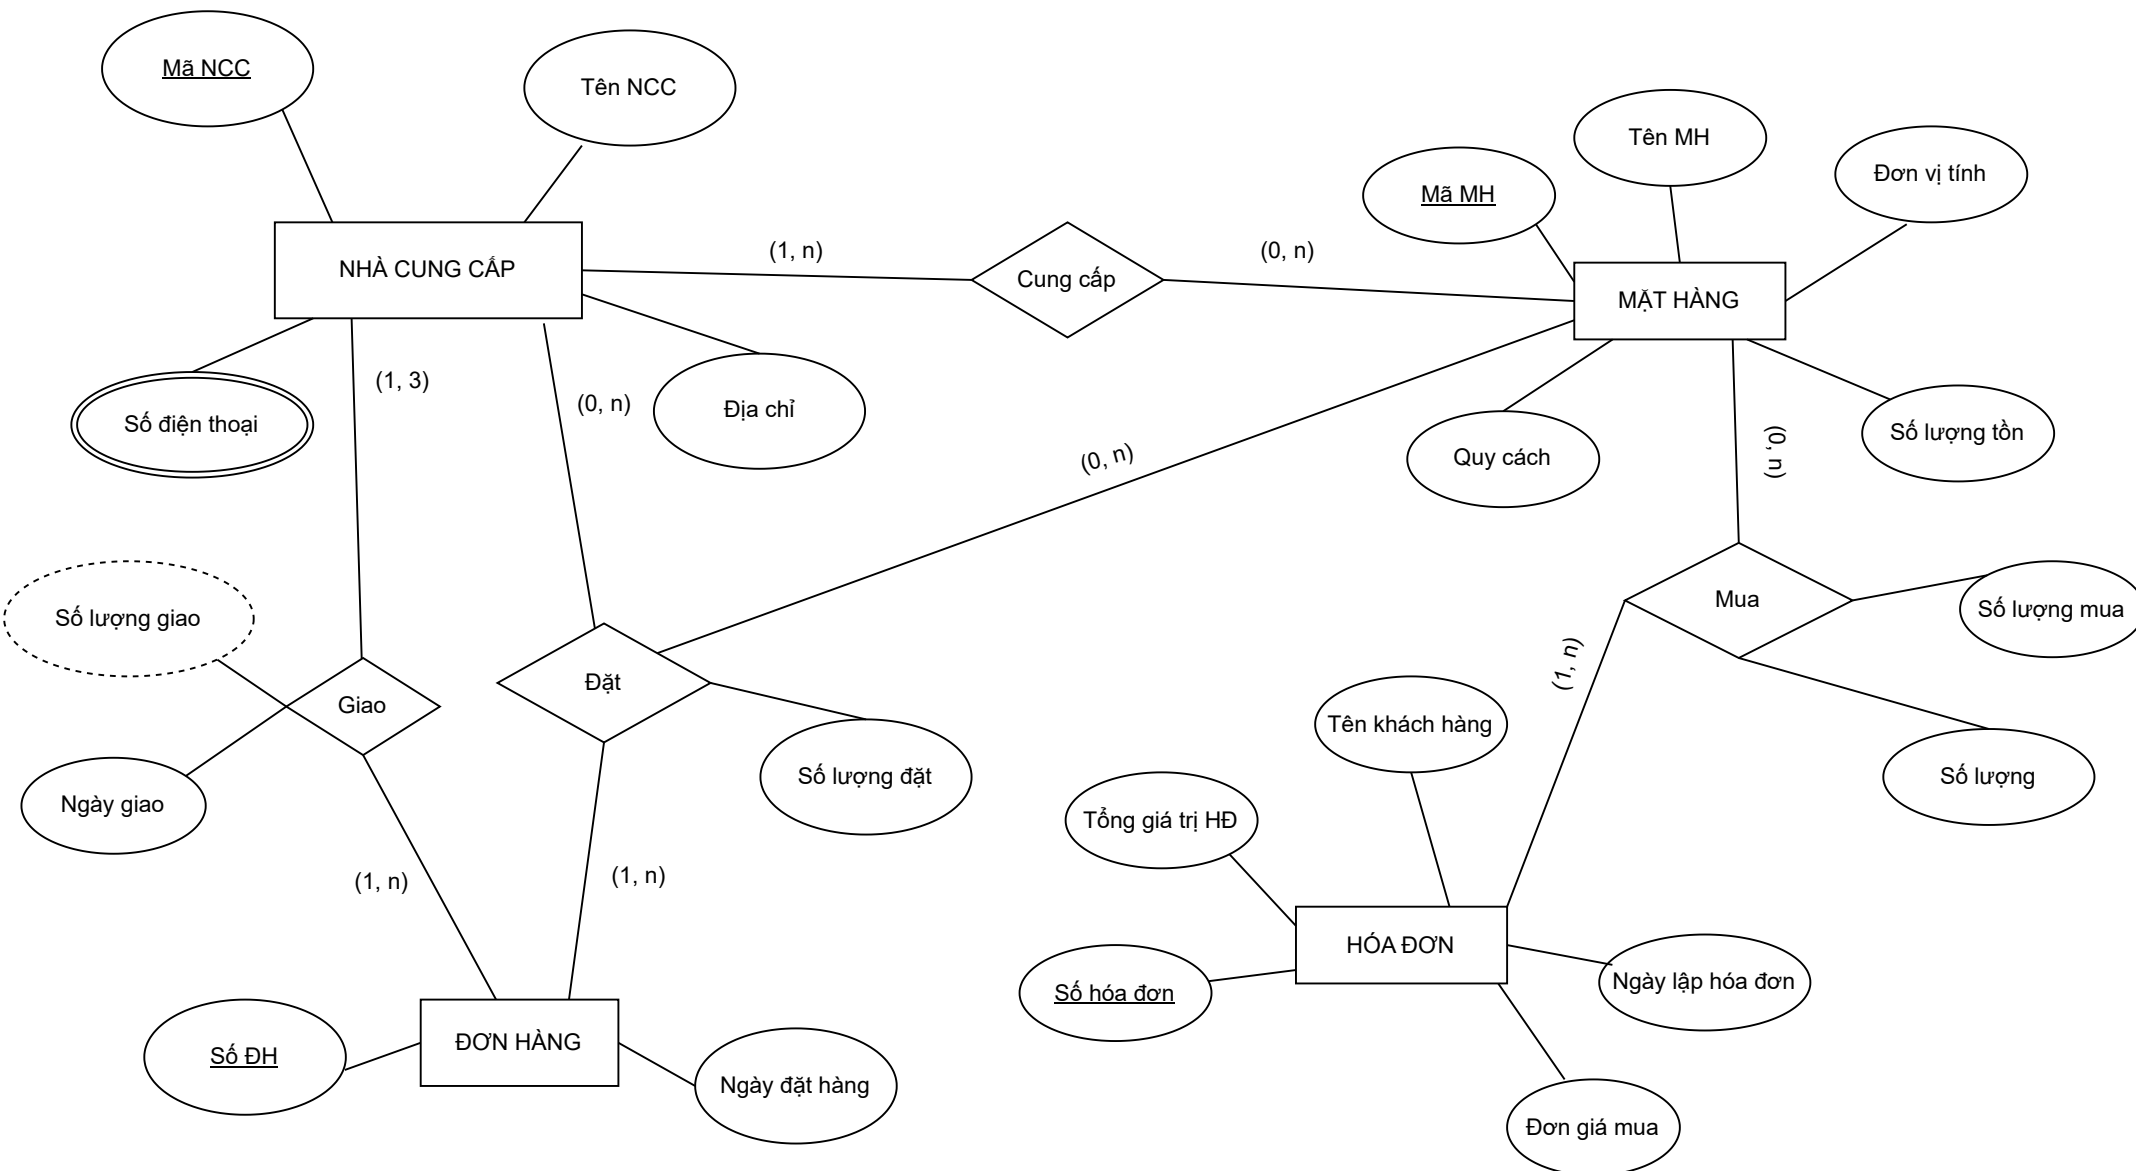 Mã NCC
Tên NCC
Tên MH
Đơn vị tính
Mã MH
NHÀ CUNG CẤP
(1, n)
Cung cấp
(0, n)
MẶT HÀNG
(1, 3)
(0, n)
Địa chỉ
Số điện thoại
(0, n)
Quy cách
(0, n)
Số lượng tồn
Số lượng giao
Mua
Số lượng mua
Giao
Đặt
(1, n)
Tên khách hàng
Số lượng đặt
Số lượng
Ngày giao
Tổng giá trị HĐ
(1, n)
(1, n)
HÓA ĐƠN
Số hóa đơn
Ngày lập hóa đơn
Số ĐH
ĐƠN HÀNG
Ngày đặt hàng
Đơn giá mua